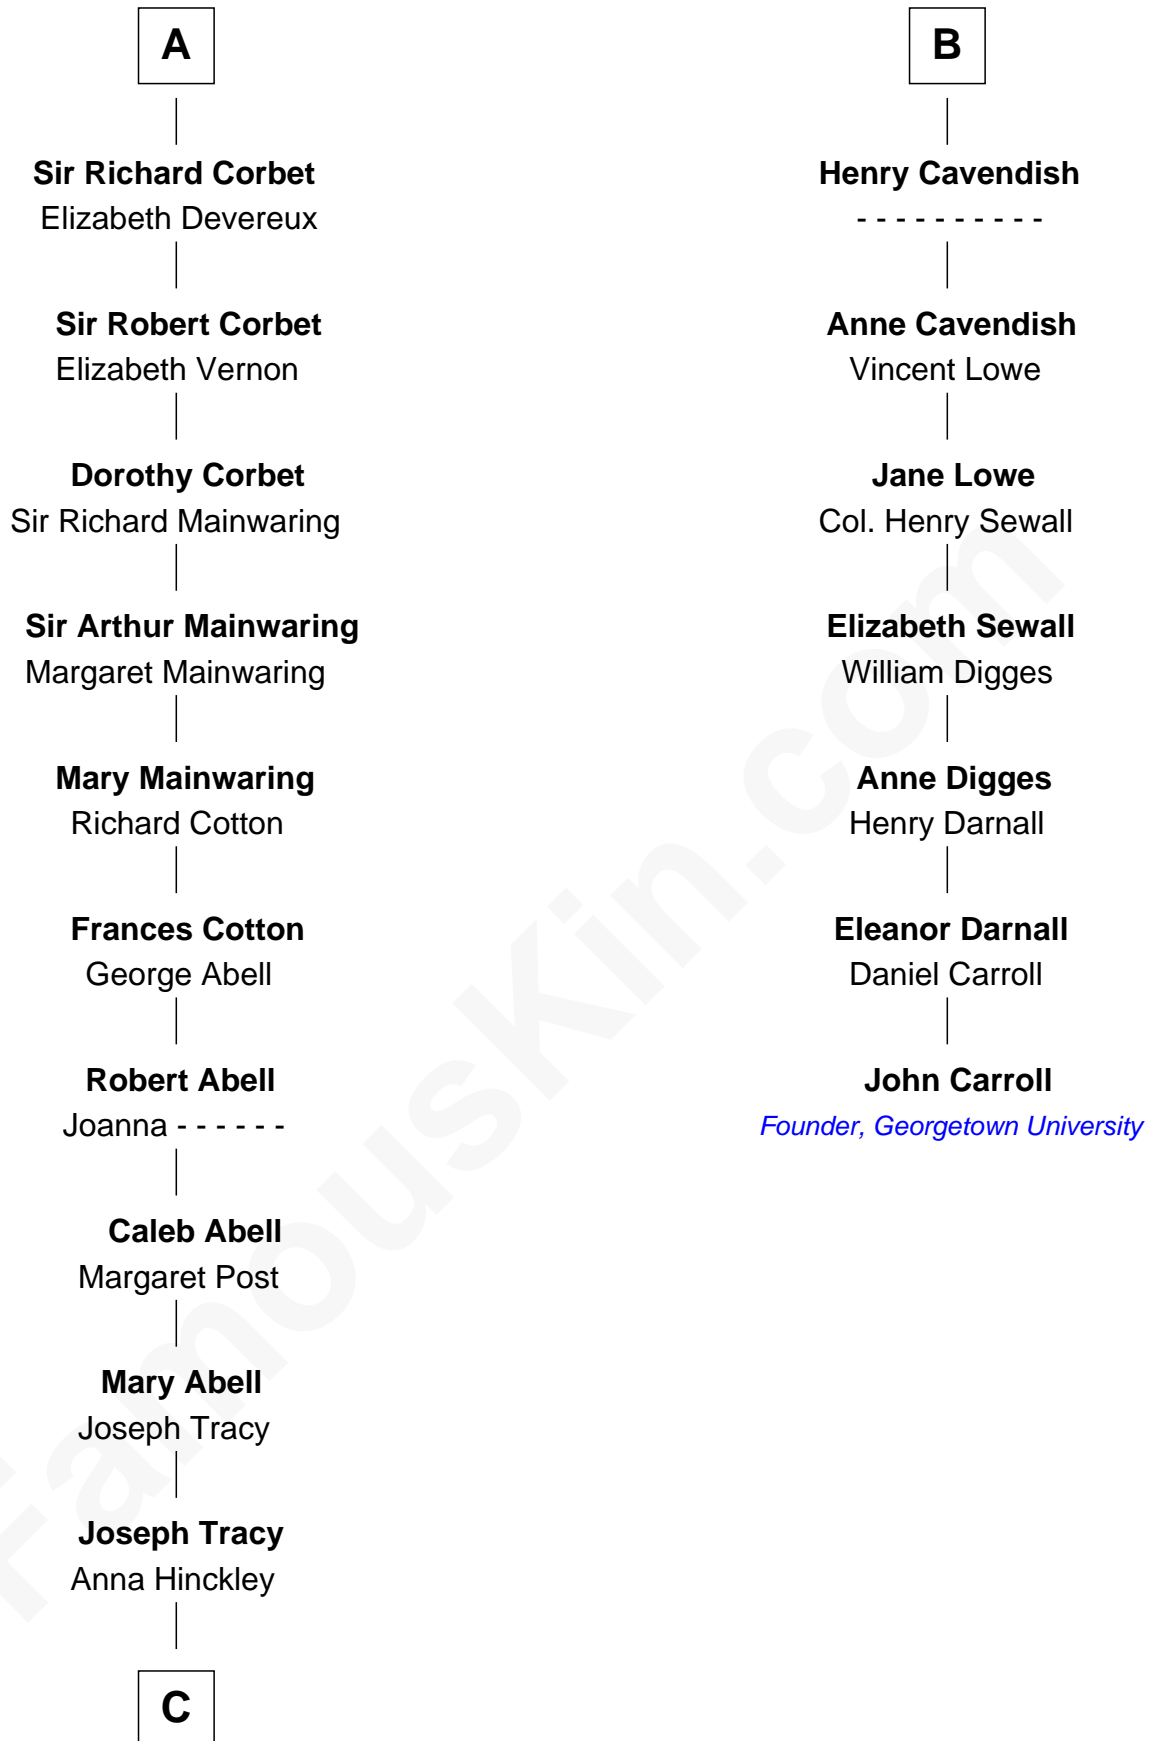 A
Sir Richard Corbet
Elizabeth Devereux
Sir Robert Corbet
Elizabeth Vernon
Dorothy Corbet
Sir Richard Mainwaring
Sir Arthur Mainwaring
Margaret Mainwaring
Mary Mainwaring
Richard Cotton
Frances Cotton
George Abell
Robert Abell
Joanna - - - - - -
Caleb Abell
Margaret Post
Mary Abell
Joseph Tracy
Joseph Tracy
Anna Hinckley
C
B
Henry Cavendish
- - - - - - - - - -
Anne Cavendish
Vincent Lowe
Jane Lowe
Col. Henry Sewall
Elizabeth Sewall
William Digges
Anne Digges
Henry Darnall
Eleanor Darnall
Daniel Carroll
John Carroll
Founder, Georgetown University
FamousKin.com